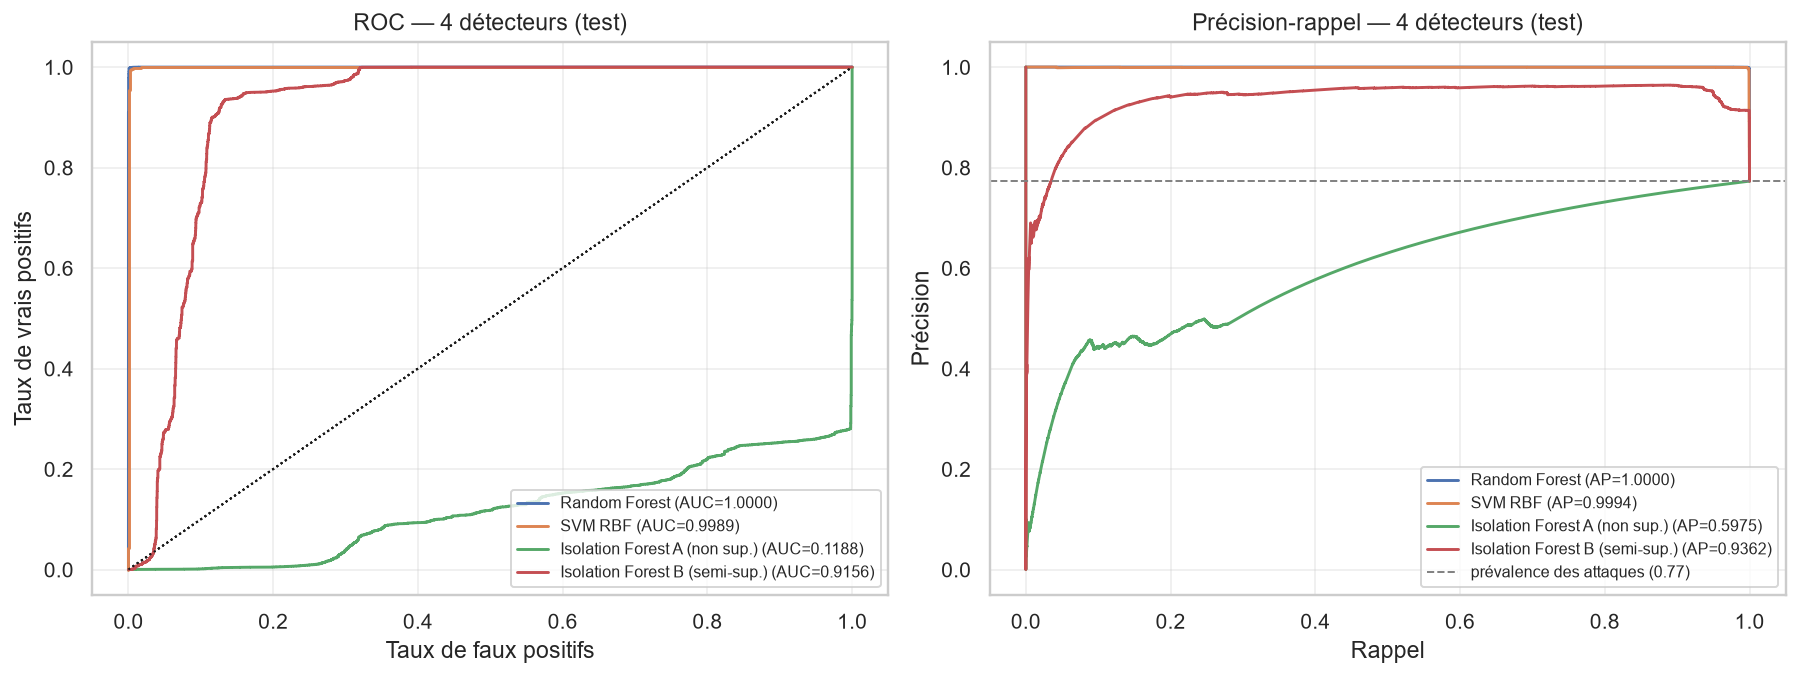 ROC — 4 détecteurs (test)
Taux de vrais positifs
1.0
0.8
0.6
0.4
0.2
0.0
0.0 0.2 0.4 0.6 0.8 1.0
Taux de faux positifs
Random Forest (AUC=1.0000)
SVM RBF (AUC=0.9989)
Isolation Forest A (non sup.) (AUC=0.1188)
Isolation Forest B (semi-sup.) (AUC=0.9156)
Précision-rappel — 4 détecteurs (test)
Précision
1.0
0.8
0.6
0.4
0.2
0.0
0.0 0.2 0.4 0.6 0.8 1.0
Rappel
Random Forest (AP=1.0000)
SVM RBF (AP=0.9994)
Isolation Forest A (non sup.) (AP=0.5975)
Isolation Forest B (semi-sup.) (AP=0.9362)
prévalence des attaques (0.77)